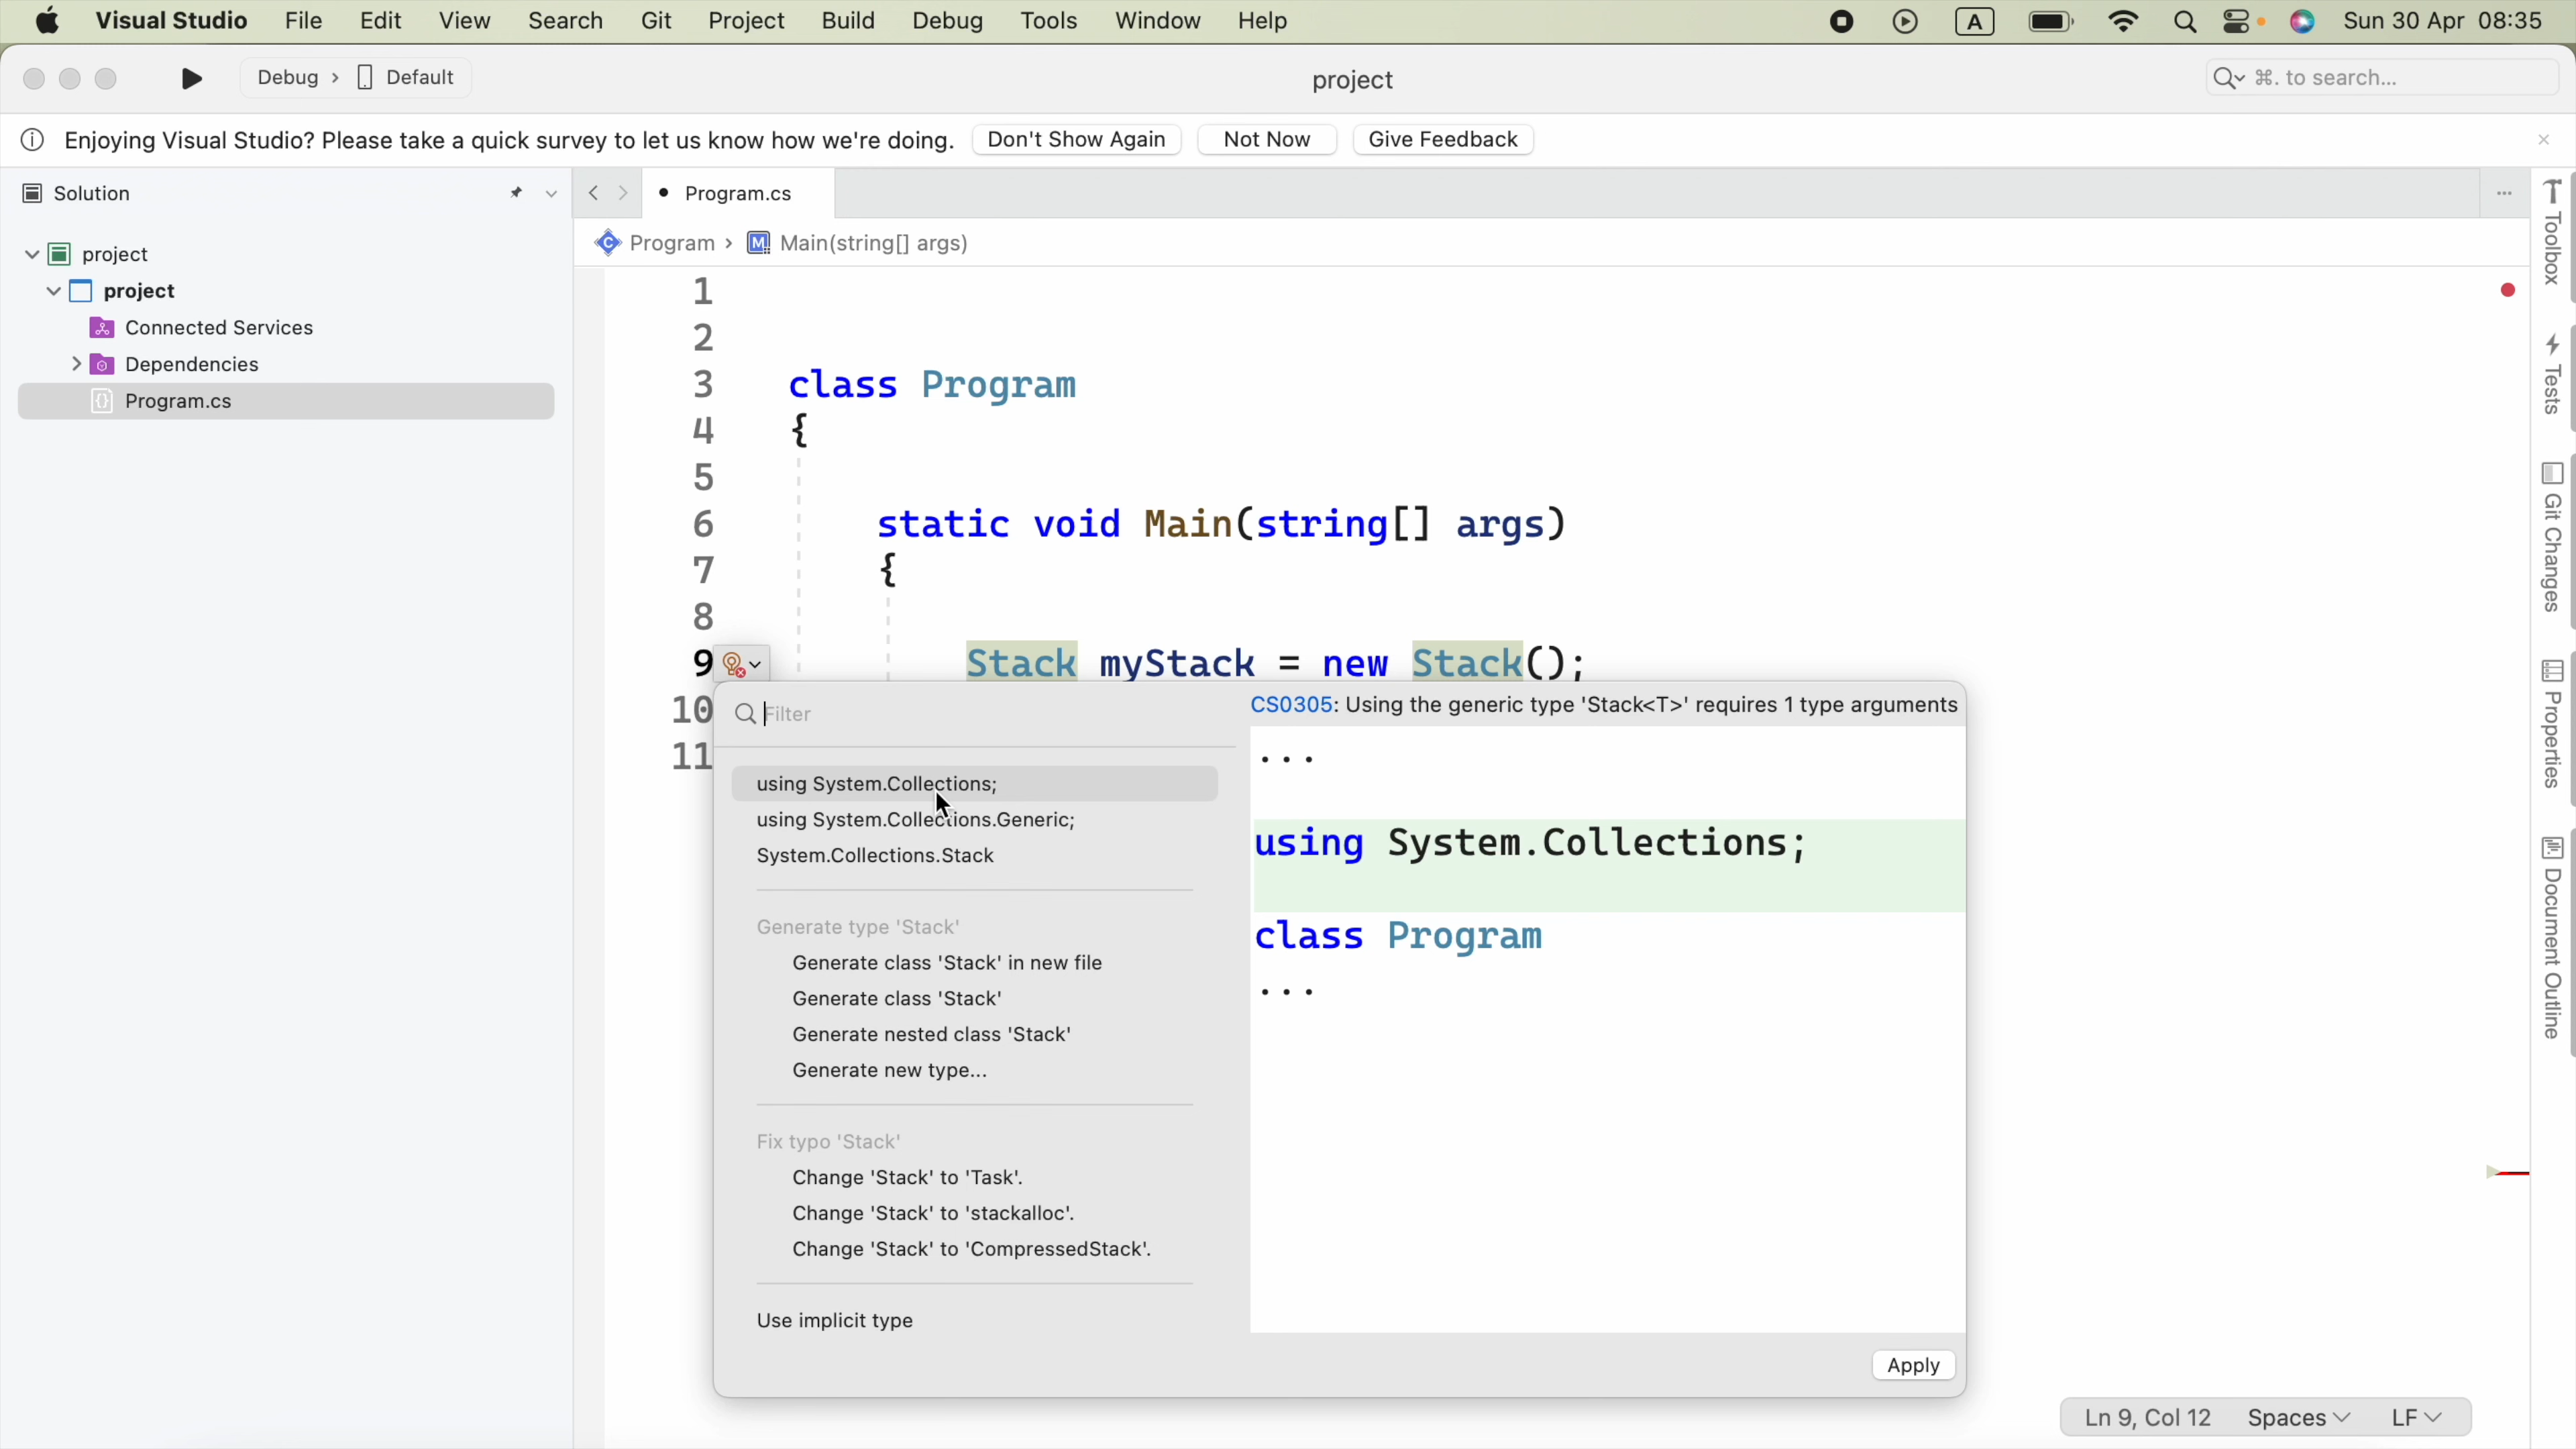 Visual Studio File Edit View Search Git Project Build Debug Tools Window Help A Sun 30 Apr 08:35
Debug › Default project ⌘. to search...
Enjoying Visual Studio? Please take a quick survey to let us know how we're doing. Don't Show Again Not Now Give Feedback
Solution
Program.cs
project
project
Connected Services
Dependencies
Program.cs
Program › Main(string[] args)
1
2
3 class Program
4 {
5
6 static void Main(string[] args)
7 {
8
9 Stack myStack = new Stack();
10
11
Filter
using System.Collections;
using System.Collections.Generic;
System.Collections.Stack
Generate type 'Stack'
Generate class 'Stack' in new file
Generate class 'Stack'
Generate nested class 'Stack'
Generate new type...
Fix typo 'Stack'
Change 'Stack' to 'Task'.
Change 'Stack' to 'stackalloc'.
Change 'Stack' to 'CompressedStack'.
Use implicit type
CS0305: Using the generic type 'Stack<T>' requires 1 type arguments
...
using System.Collections;
class Program
...
Apply
Toolbox
Tests
Git Changes
Properties
Document Outline
Ln 9, Col 12 Spaces LF